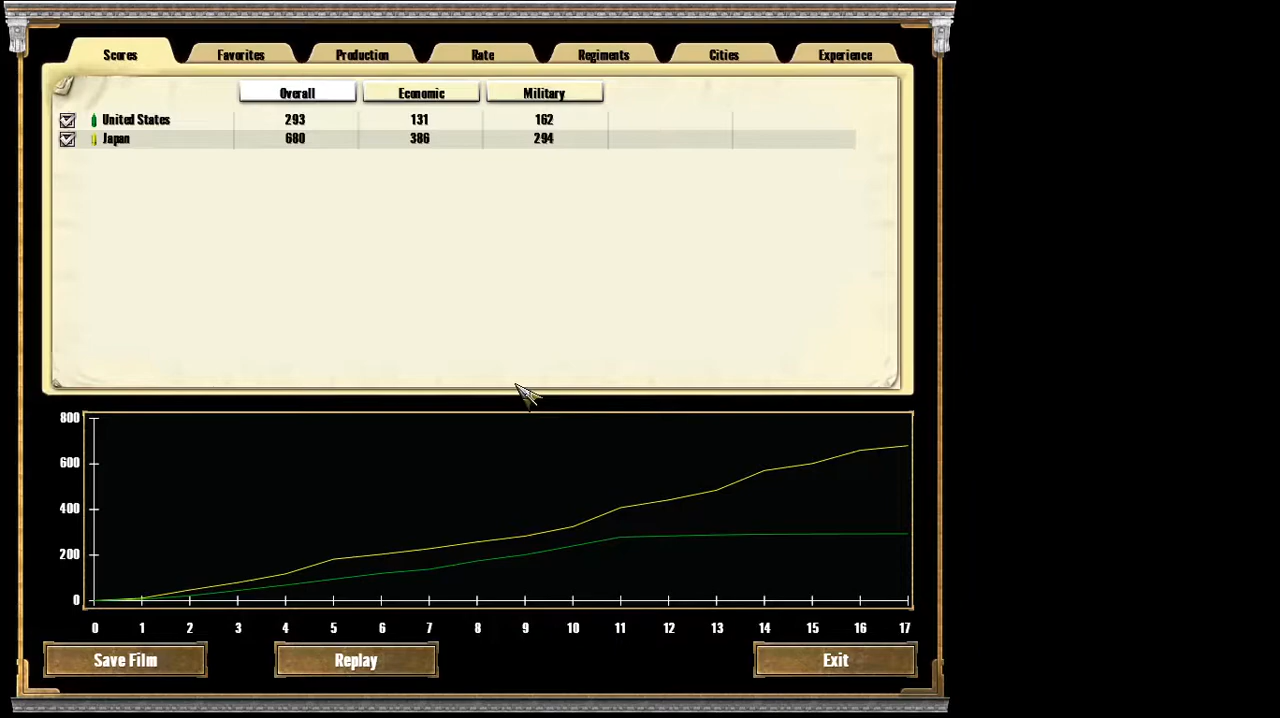 Scores Favorites Production Rate Regiments Cities Experience
Overall Economic Military
United States 293 131 162
Japan 680 386 294
800
600
400
200
0
0 1 2 3 4 5 6 7 8 9 10 11 12 13 14 15 16 17
Save Film Replay Exit